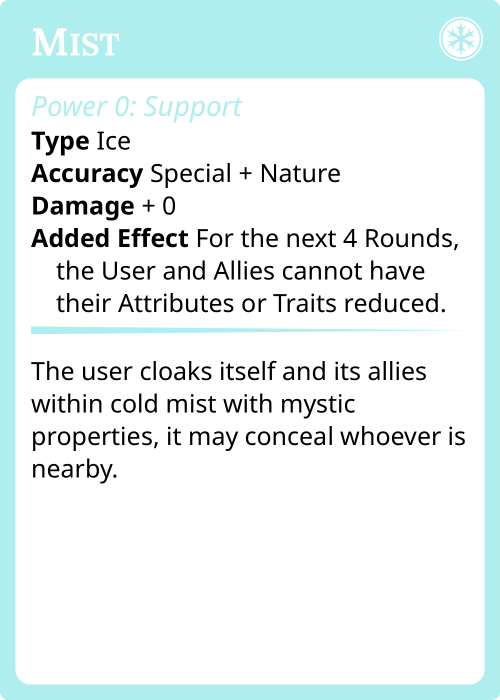 Mist
Power 0: Support
Type Ice
Accuracy Special + Nature
Damage + 0
Added Effect For the next 4 Rounds,
the User and Allies cannot have
their Attributes or Traits reduced.
The user cloaks itself and its allies
within cold mist with mystic
properties, it may conceal whoever is
nearby.